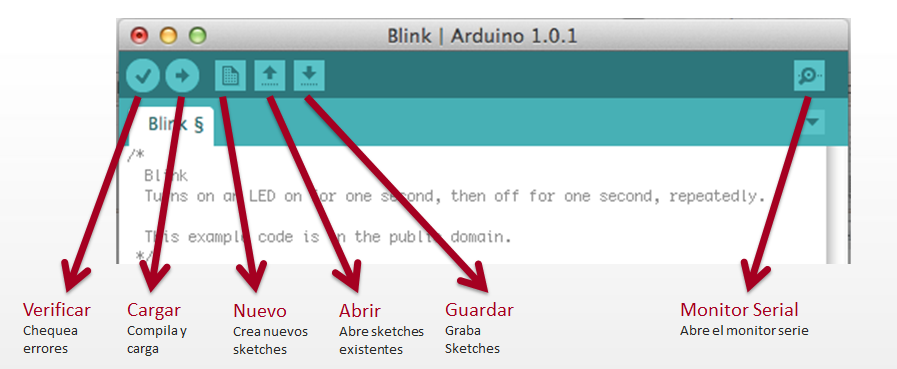 Blink | Arduino 1.0.1
Blink §
/*
Blink
Turns on an LED on for one second, then off for one second, repeatedly.
This example code is in the public domain.
*/
Verificar
Chequea
errores
Cargar
Compila y
carga
Nuevo
Crea nuevos
sketches
Abrir
Abre sketches
existentes
Guardar
Graba
Sketches
Monitor Serial
Abre el monitor serie